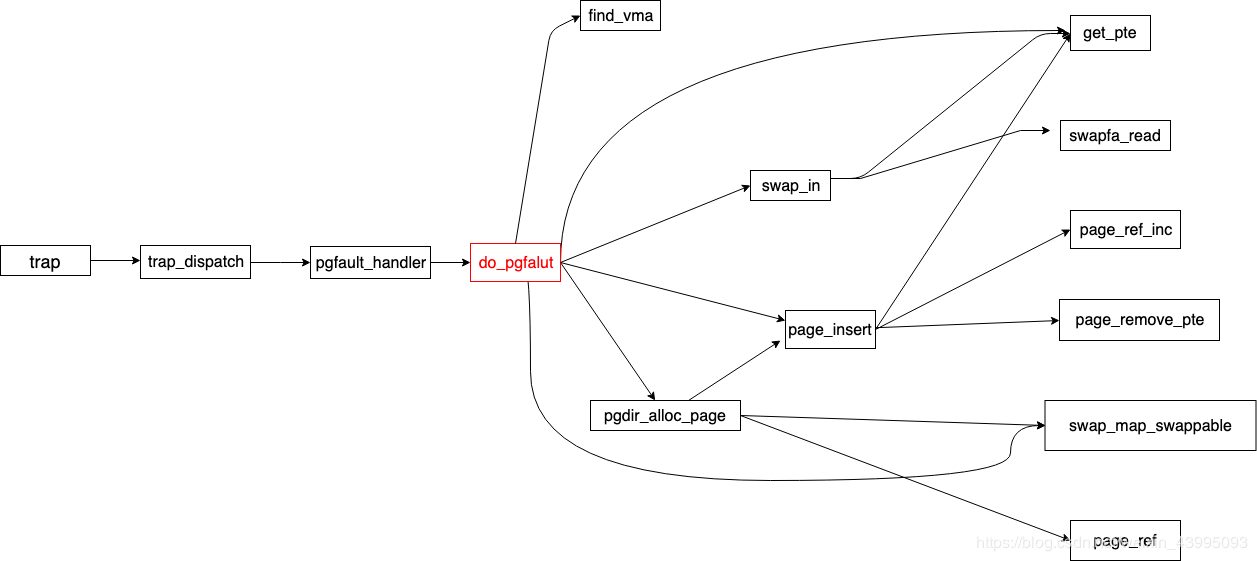 find_vma
get_pte
swapfa_read
swap_in
page_ref_inc
trap
trap_dispatch
pgfault_handler
do_pgfalut
page_insert
page_remove_pte
pgdir_alloc_page
swap_map_swappable
page_ref